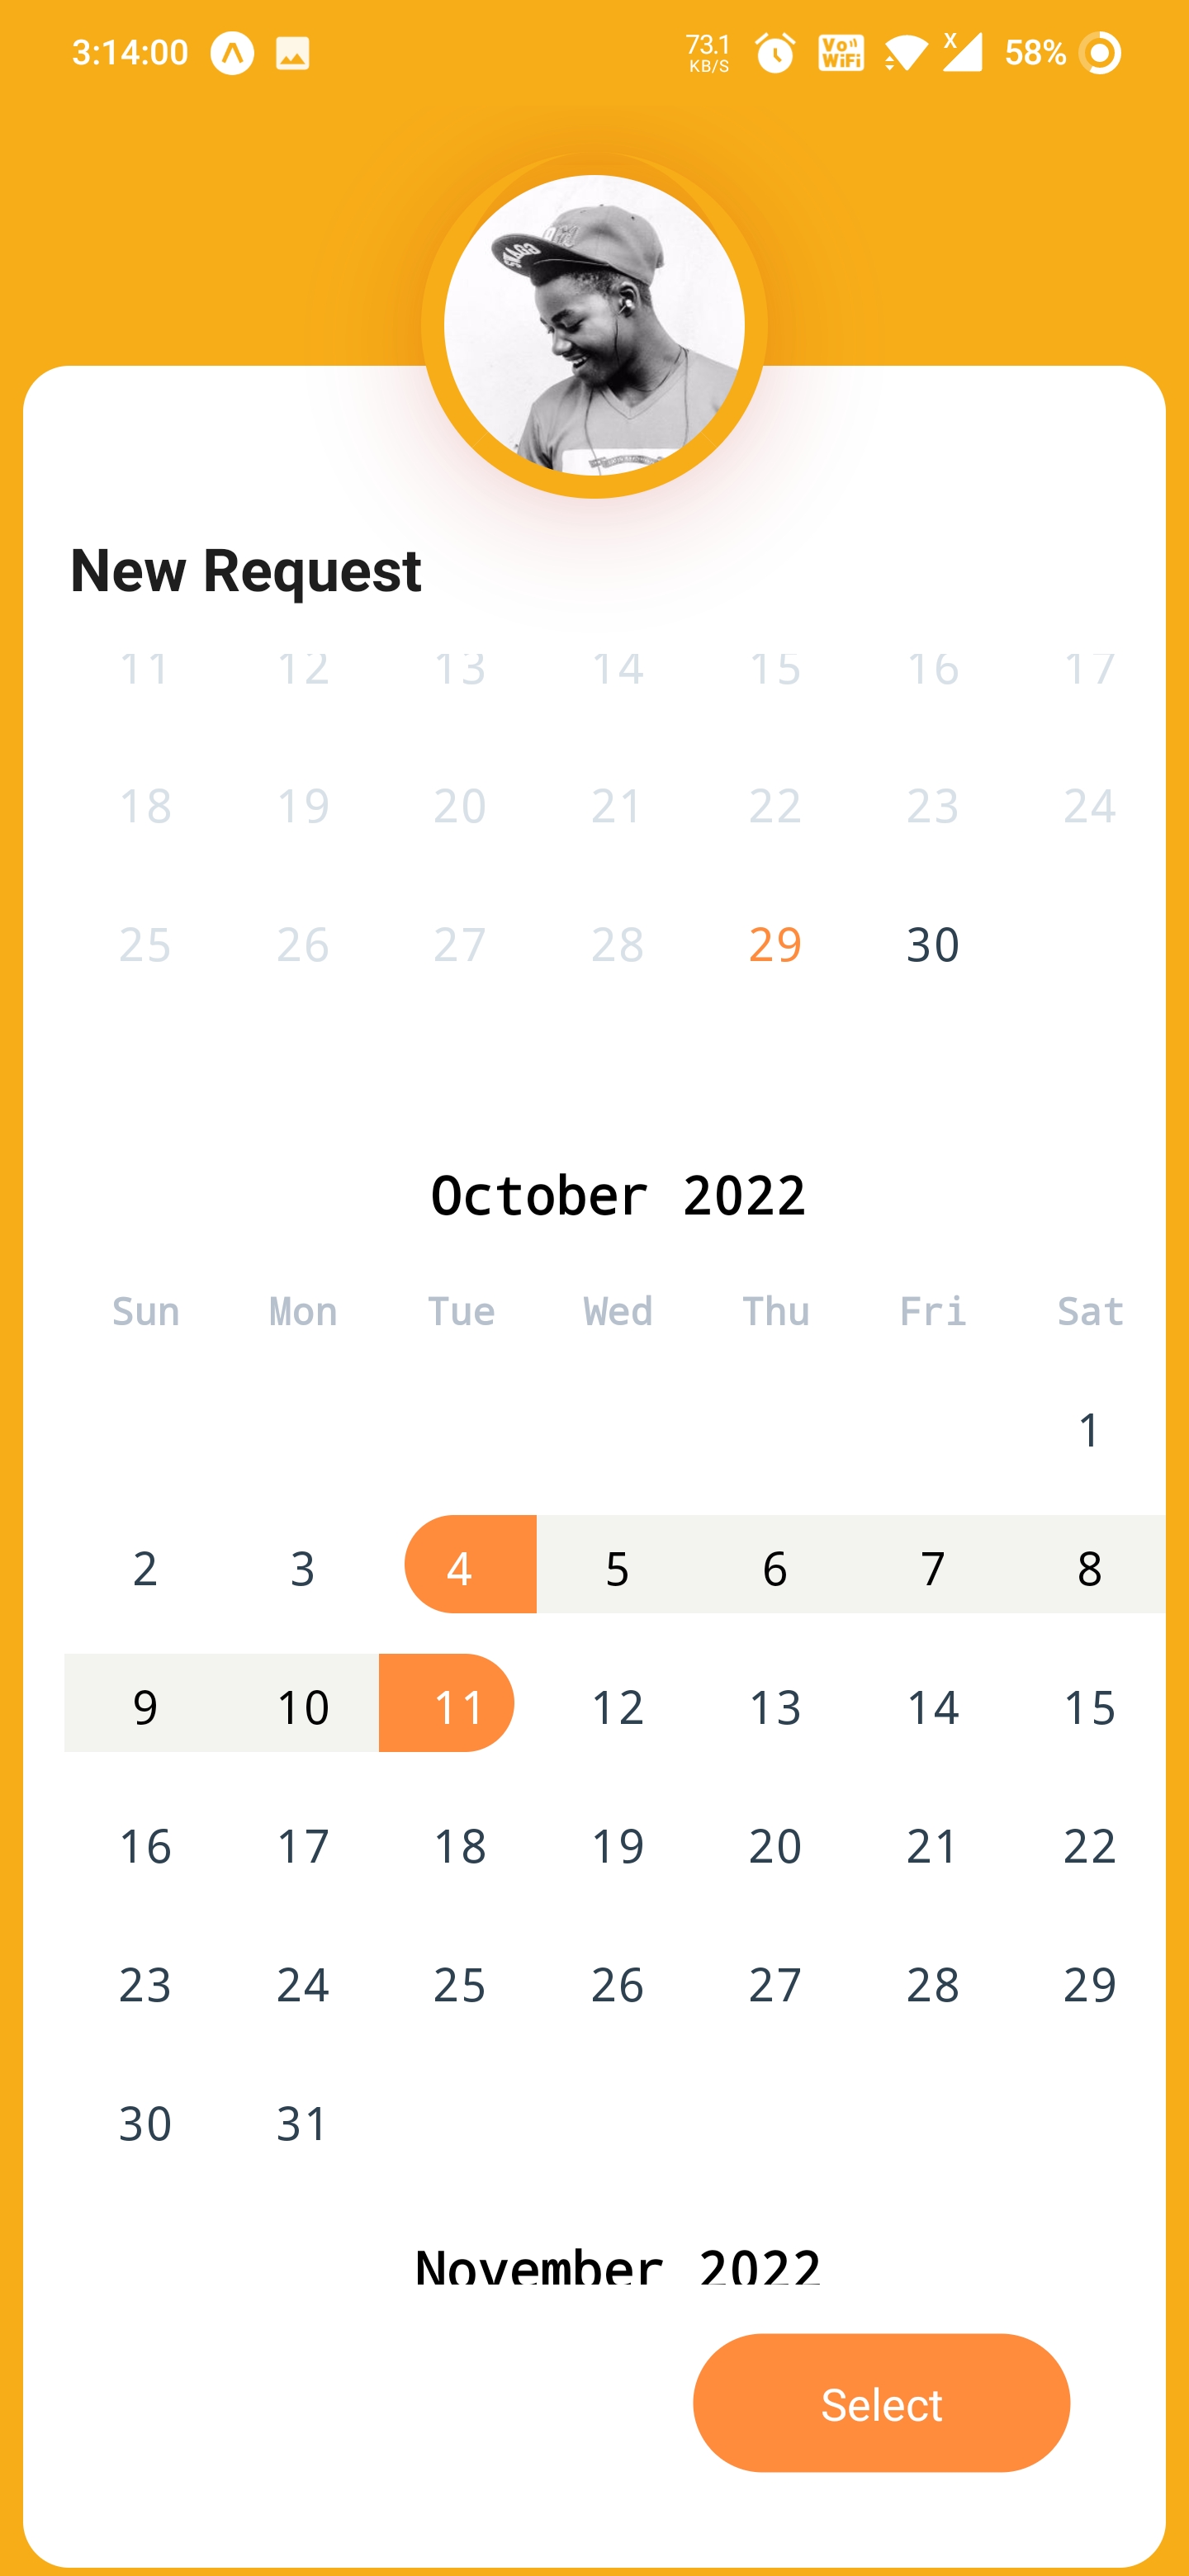 3:14:00 73.1 KB/S Vo WiFi X 58%
New Request
11 12 13 14 15 16 17
18 19 20 21 22 23 24
25 26 27 28 29 30
October 2022
Sun Mon Tue Wed Thu Fri Sat
1
2 3 4 5 6 7 8
9 10 11 12 13 14 15
16 17 18 19 20 21 22
23 24 25 26 27 28 29
30 31
November 2022
Select